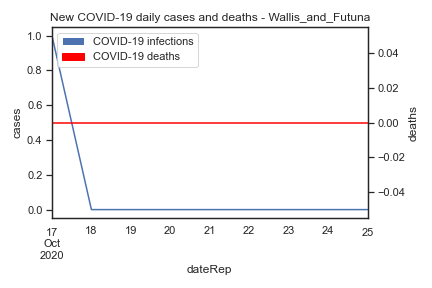 New COVID-19 daily cases and deaths - Wallis_and_Futuna
COVID-19 infections
COVID-19 deaths
1.0
0.8
0.6
0.4
0.2
0.0
cases
0.04
0.02
0.00
−0.02
−0.04
deaths
17 18 19 20 21 22 23 24 25
Oct
2020
dateRep